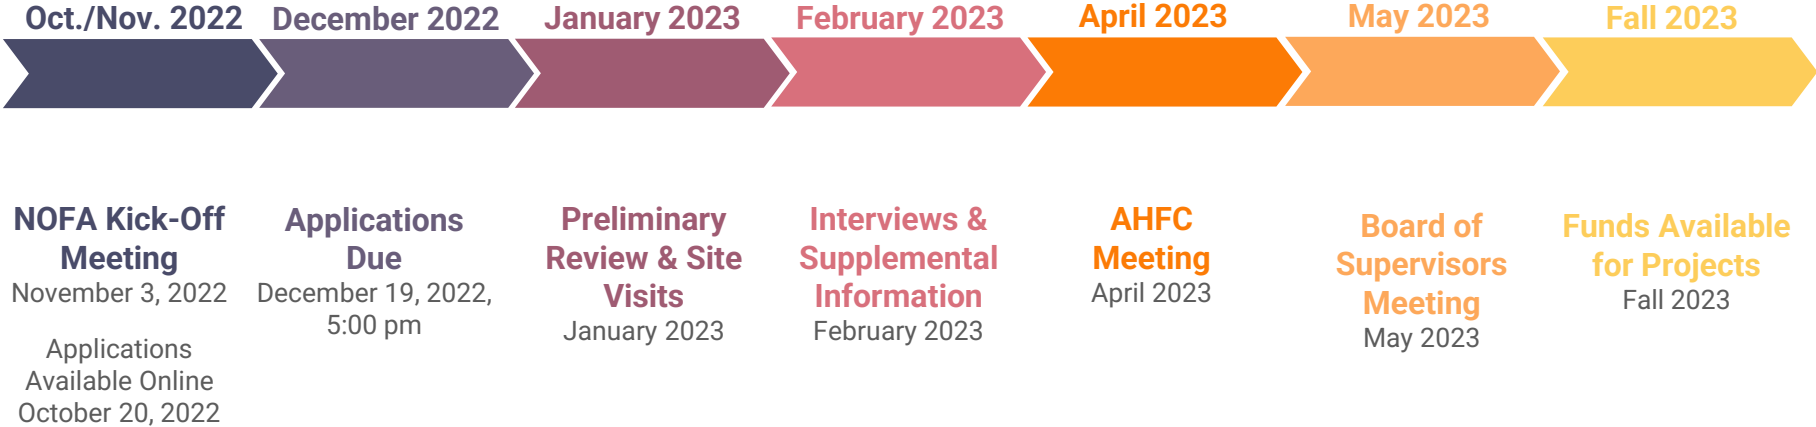 Oct./Nov. 2022
December 2022
January 2023
February 2023
April 2023
May 2023
Fall 2023
NOFA Kick-Off
Meeting
November 3, 2022
Applications
Available Online
October 20, 2022
Applications
Due
December 19, 2022,
5:00 pm
Preliminary
Review & Site
Visits
January 2023
Interviews &
Supplemental
Information
February 2023
AHFC
Meeting
April 2023
Board of
Supervisors
Meeting
May 2023
Funds Available
for Projects
Fall 2023